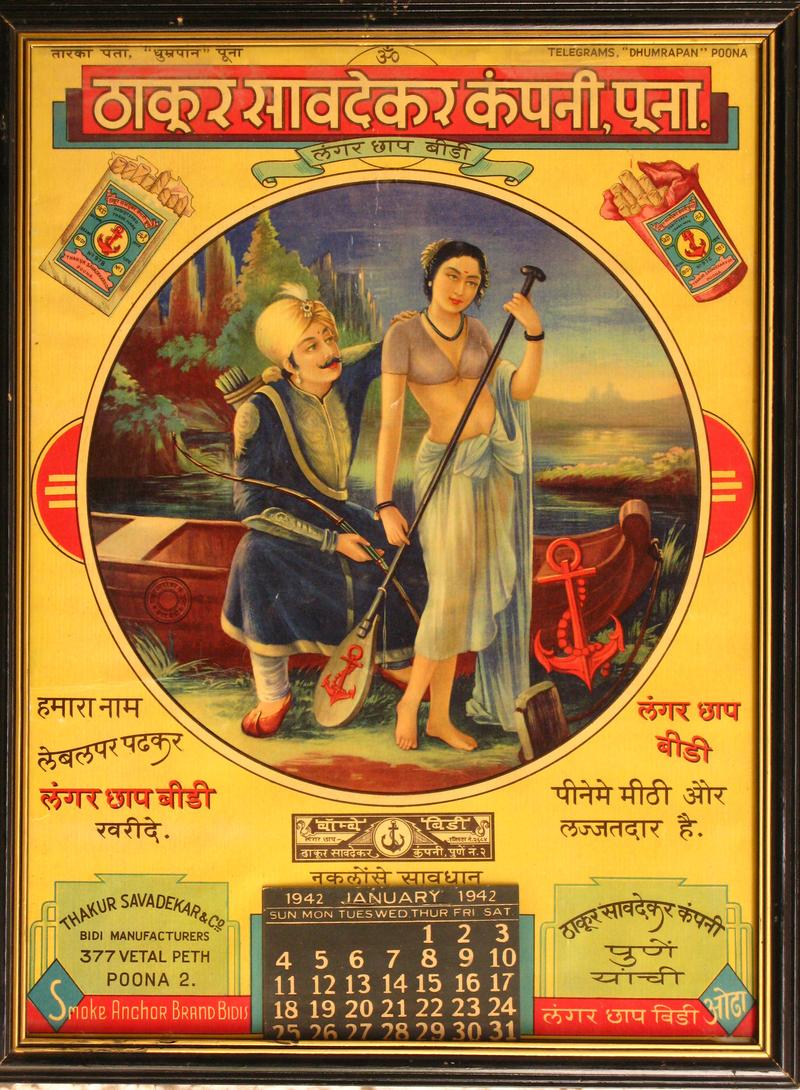 तारका पता, "धुम्रपान" पूना
ॐ
TELEGRAMS, "DHUMRAPAN" POONA
ठाकूर सावदेकर कंपनी, पूना.
लंगर छाप बीडी
हमारा नाम
लेबलपर पढकर
लंगर छाप बीडी
खरीदे.
लंगर छाप
बीडी
पीनेमे मीठी और
लज्जतदार है.
"बॉम्बे" "बिडी"
ठाकूर सावदेकर कंपनी, पुणें नं. २
नकलोंसे सावधान
THAKUR SAVADEKAR & CO.
BIDI MANUFACTURERS
377 VETAL PETH
POONA 2.
Smoke Anchor Brand Bidis
1942 JANUARY 1942
SUN MON TUES WED THUR FRI SAT
1 2 3
4 5 6 7 8 9 10
11 12 13 14 15 16 17
18 19 20 21 22 23 24
25 26 27 28 29 30 31
ठाकूर सावदेकर कंपनी
पुणें
यांची
लंगर छाप बिडी ओढा